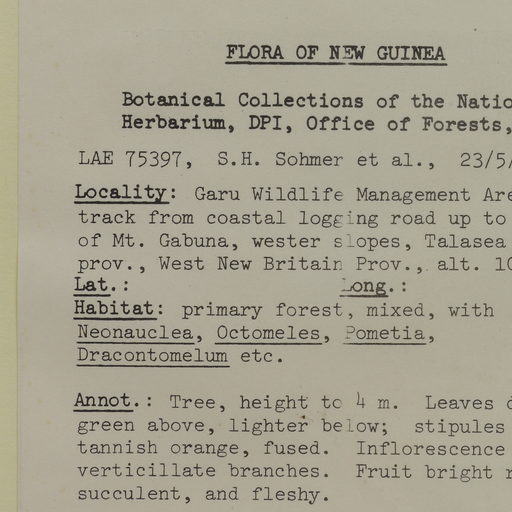 FLORA OF NEW GUINEA
Botanical Collections of the Natio
Herbarium, DPI, Office of Forests,
LAE 75397, S.H. Sohmer et al., 23/5/
Locality: Garu Wildlife Management Are
track from coastal logging road up to
of Mt. Gabuna, wester slopes, Talasea
prov., West New Britain Prov., alt. 10
Lat.: Long.:
Habitat: primary forest, mixed, with
Neonauclea, Octomeles, Pometia,
Dracontomelum etc.
Annot.: Tree, height to 4 m. Leaves d
green above, lighter below; stipules
tannish orange, fused. Inflorescence
verticillate branches. Fruit bright r
succulent, and fleshy.